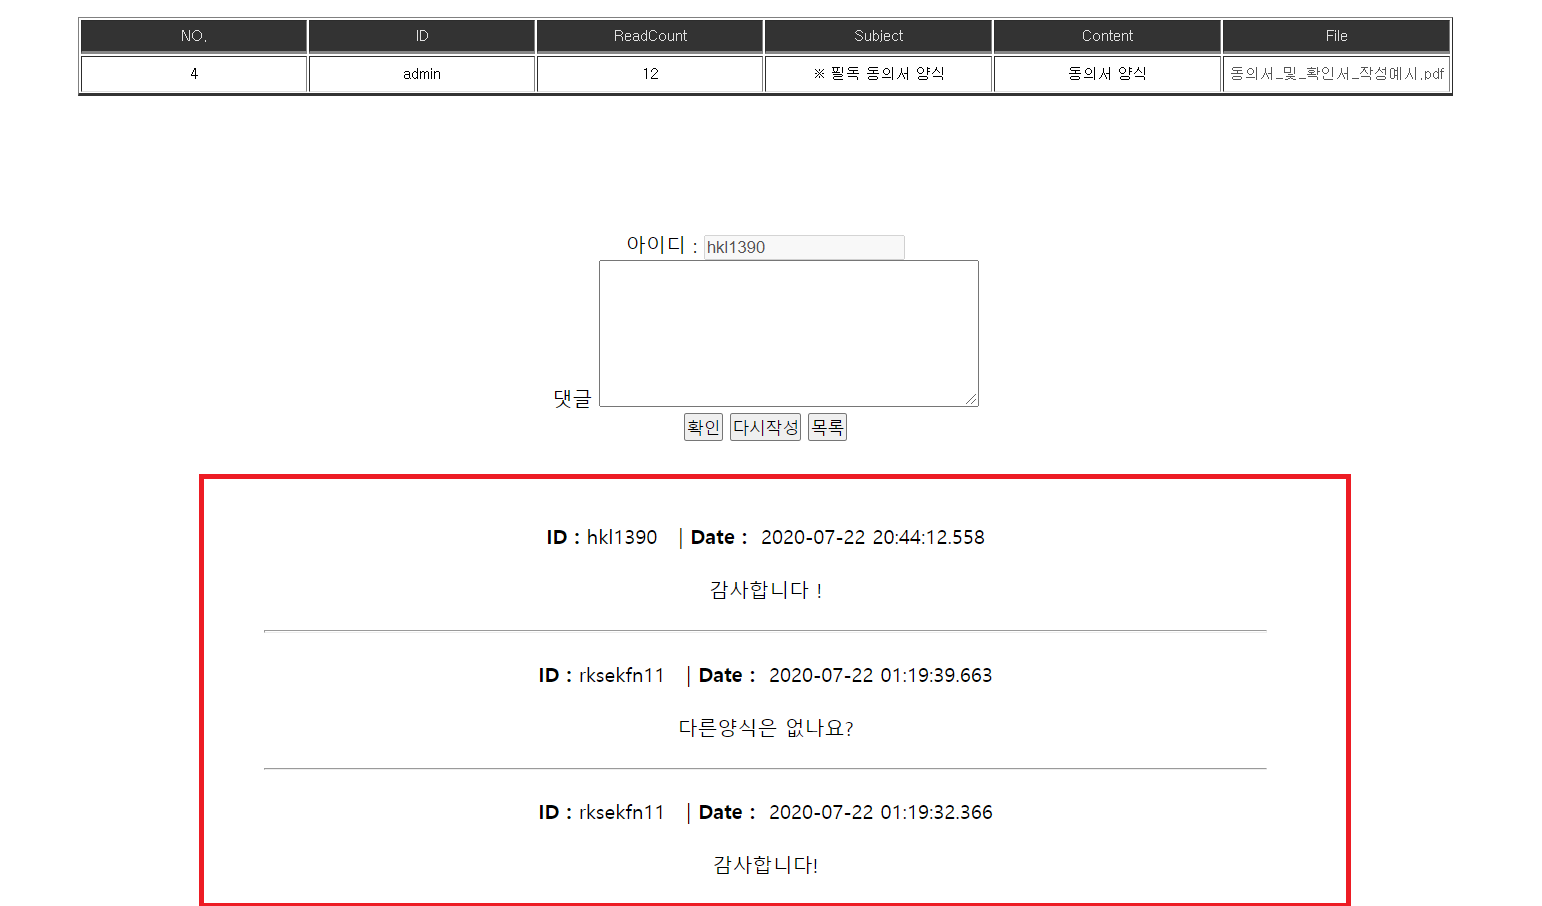 NO. ID ReadCount Subject Content File
4 admin 12 ※ 필독 동의서 양식 동의서 양식 동의서_및_확인서_작성예시.pdf
아이디 : hkl1390
댓글
확인 다시작성 목록
ID : hkl1390 | Date : 2020-07-22 20:44:12.558
감사합니다 !
ID : rksekfn11 | Date : 2020-07-22 01:19:39.663
다른양식은 없나요?
ID : rksekfn11 | Date : 2020-07-22 01:19:32.366
감사합니다!